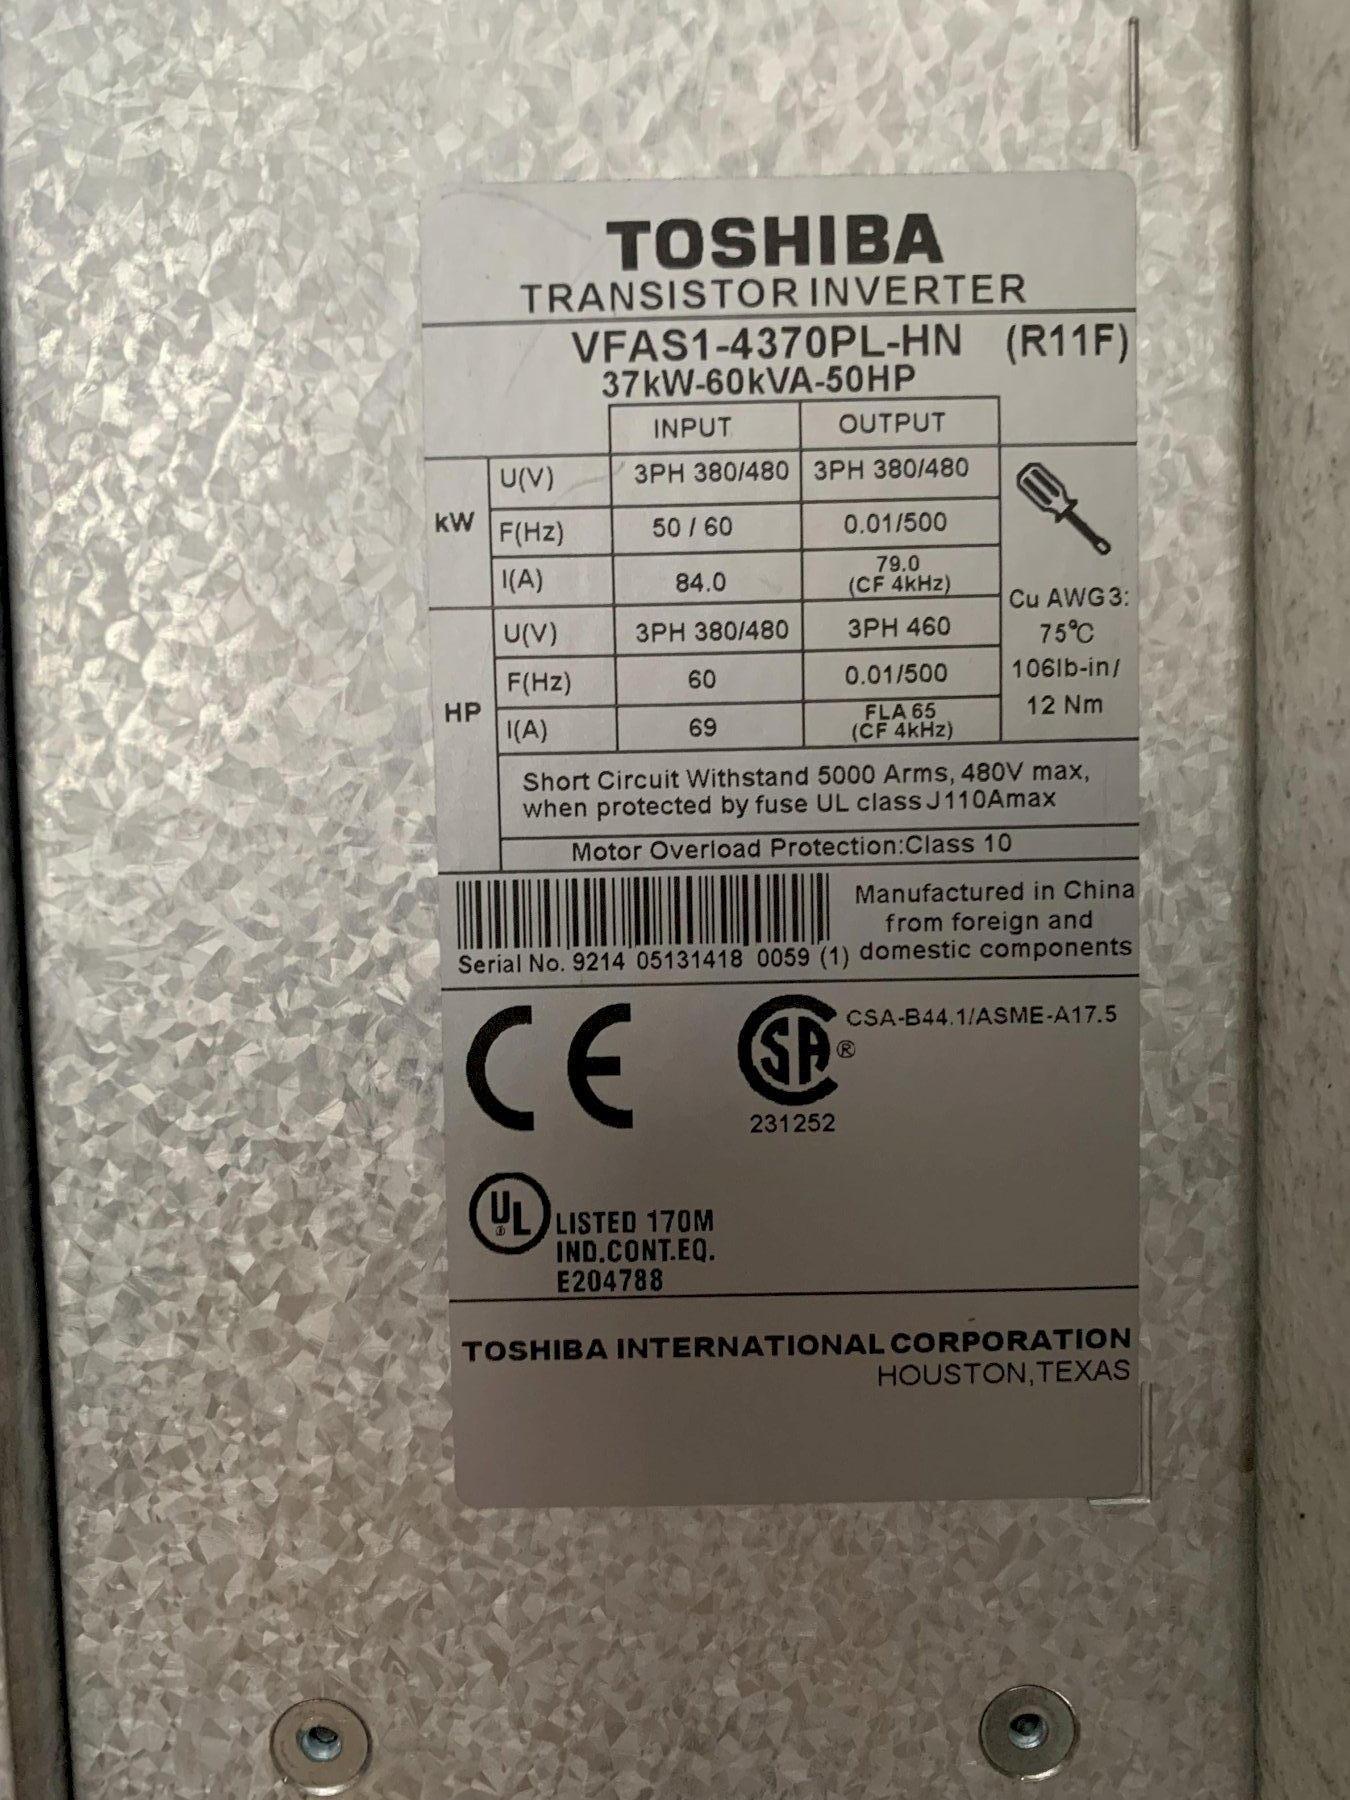 TOSHIBA
TRANSISTOR INVERTER
VFAS1-4370PL-HN (R11F)
37kW-60kVA-50HP
INPUT OUTPUT
kW
U(V) 3PH 380/480 3PH 380/480
F(Hz) 50 / 60 0.01/500
I(A) 84.0 79.0
(CF 4kHz)
HP
U(V) 3PH 380/480 3PH 460
F(Hz) 60 0.01/500
I(A) 69 FLA 65
(CF 4kHz)
Cu AWG 3:
75°C
106lb-in/
12 Nm
Short Circuit Withstand 5000 Arms, 480V max,
when protected by fuse UL class J 110Amax
Motor Overload Protection:Class 10
Manufactured in China
from foreign and
domestic components
Serial No. 9214 05131418 0059 (1)
CE
CSA® CSA-B44.1/ASME-A17.5
231252
UL® LISTED 170M
IND.CONT.EQ.
E204788
TOSHIBA INTERNATIONAL CORPORATION
HOUSTON,TEXAS